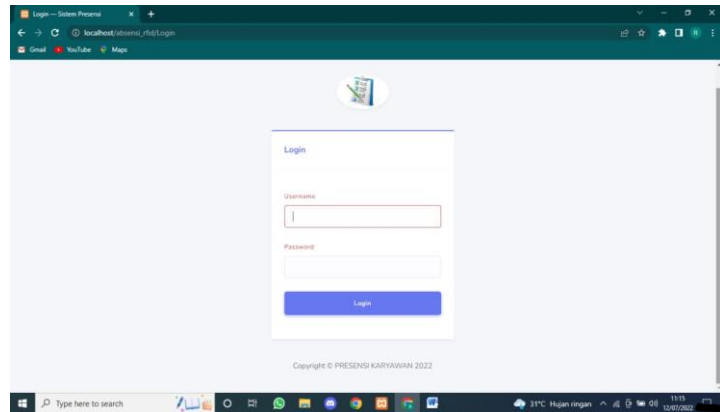 Login — Sistem Presensi
localhost/absensi_rfid/Login
Gmail YouTube Maps
Login
Username
Password
Login
Copyright © PRESENSI KARYAWAN 2022
Type here to search
31°C Hujan ringan
11:15
12/07/2022